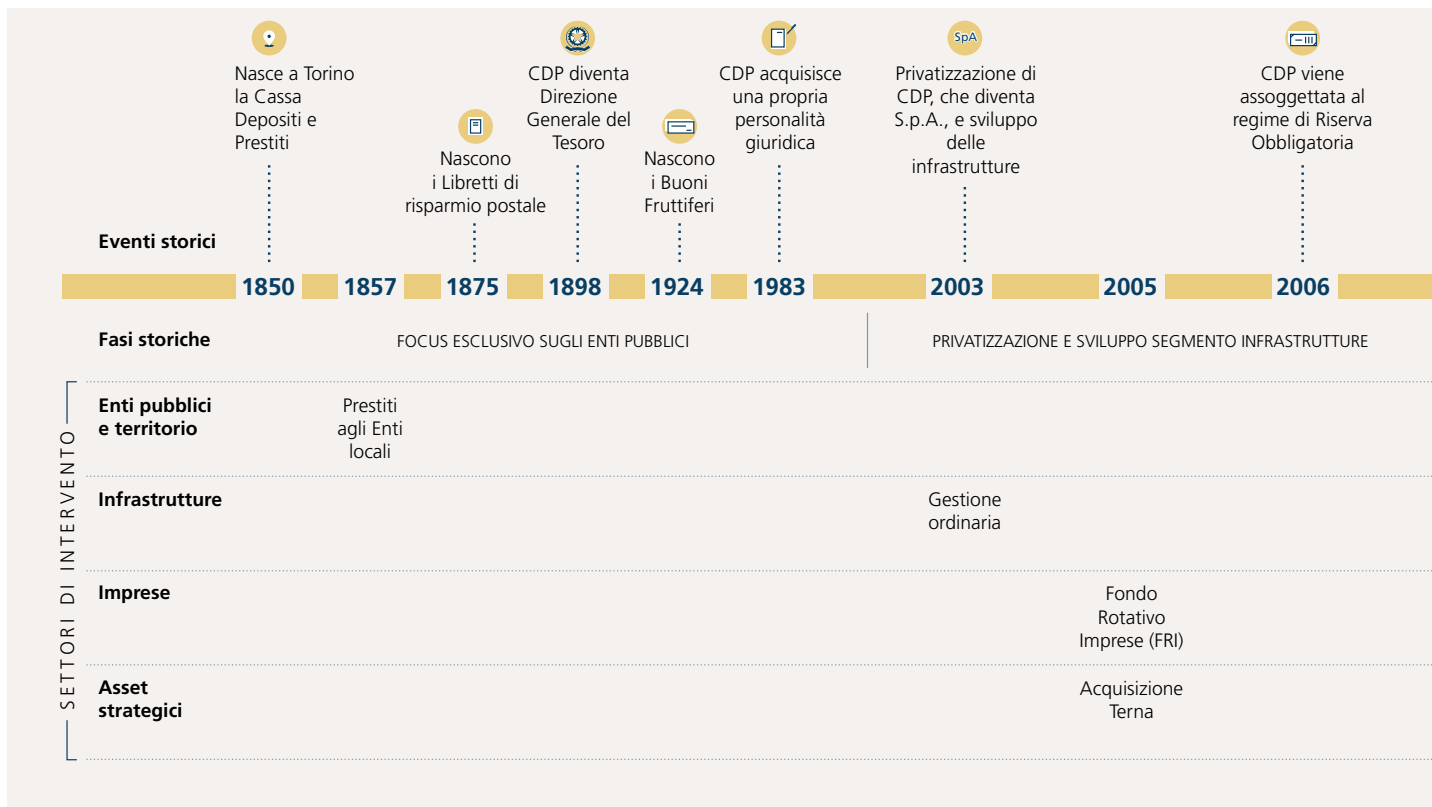 SpA
Nasce a Torino
la Cassa
Depositi e
Prestiti
Nascono
i Libretti di
risparmio postale
CDP diventa
Direzione
Generale del
Tesoro
Nascono
i Buoni
Fruttiferi
CDP acquisisce
una propria
personalità
giuridica
Privatizzazione di
CDP, che diventa
S.p.A., e sviluppo
delle
infrastrutture
CDP viene
assoggettata al
regime di Riserva
Obbligatoria
Eventi storici
1850 1857 1875 1898 1924 1983 2003 2005 2006
Fasi storiche
FOCUS ESCLUSIVO SUGLI ENTI PUBBLICI
PRIVATIZZAZIONE E SVILUPPO SEGMENTO INFRASTRUTTURE
SETTORI DI INTERVENTO
Enti pubblici
e territorio
Prestiti
agli Enti
locali
Infrastrutture
Gestione
ordinaria
Imprese
Fondo
Rotativo
Imprese (FRI)
Asset
strategici
Acquisizione
Terna